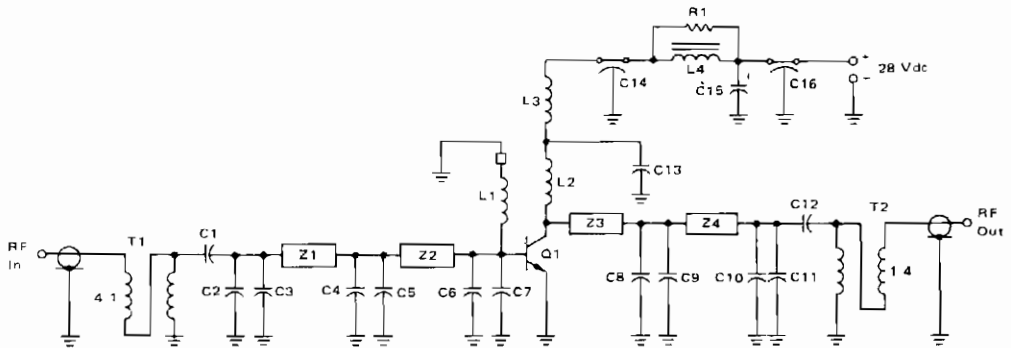 R1
L4
+
28 Vdc
−
C14
C15
C16
L3
L2
C13
L1
C12
T2
RF
Out
RF
In
T1
C1
Z1
Z2
Q1
Z3
Z4
4 1
C2
C3
C4
C5
C6
C7
C8
C9
C10
C11
1 4